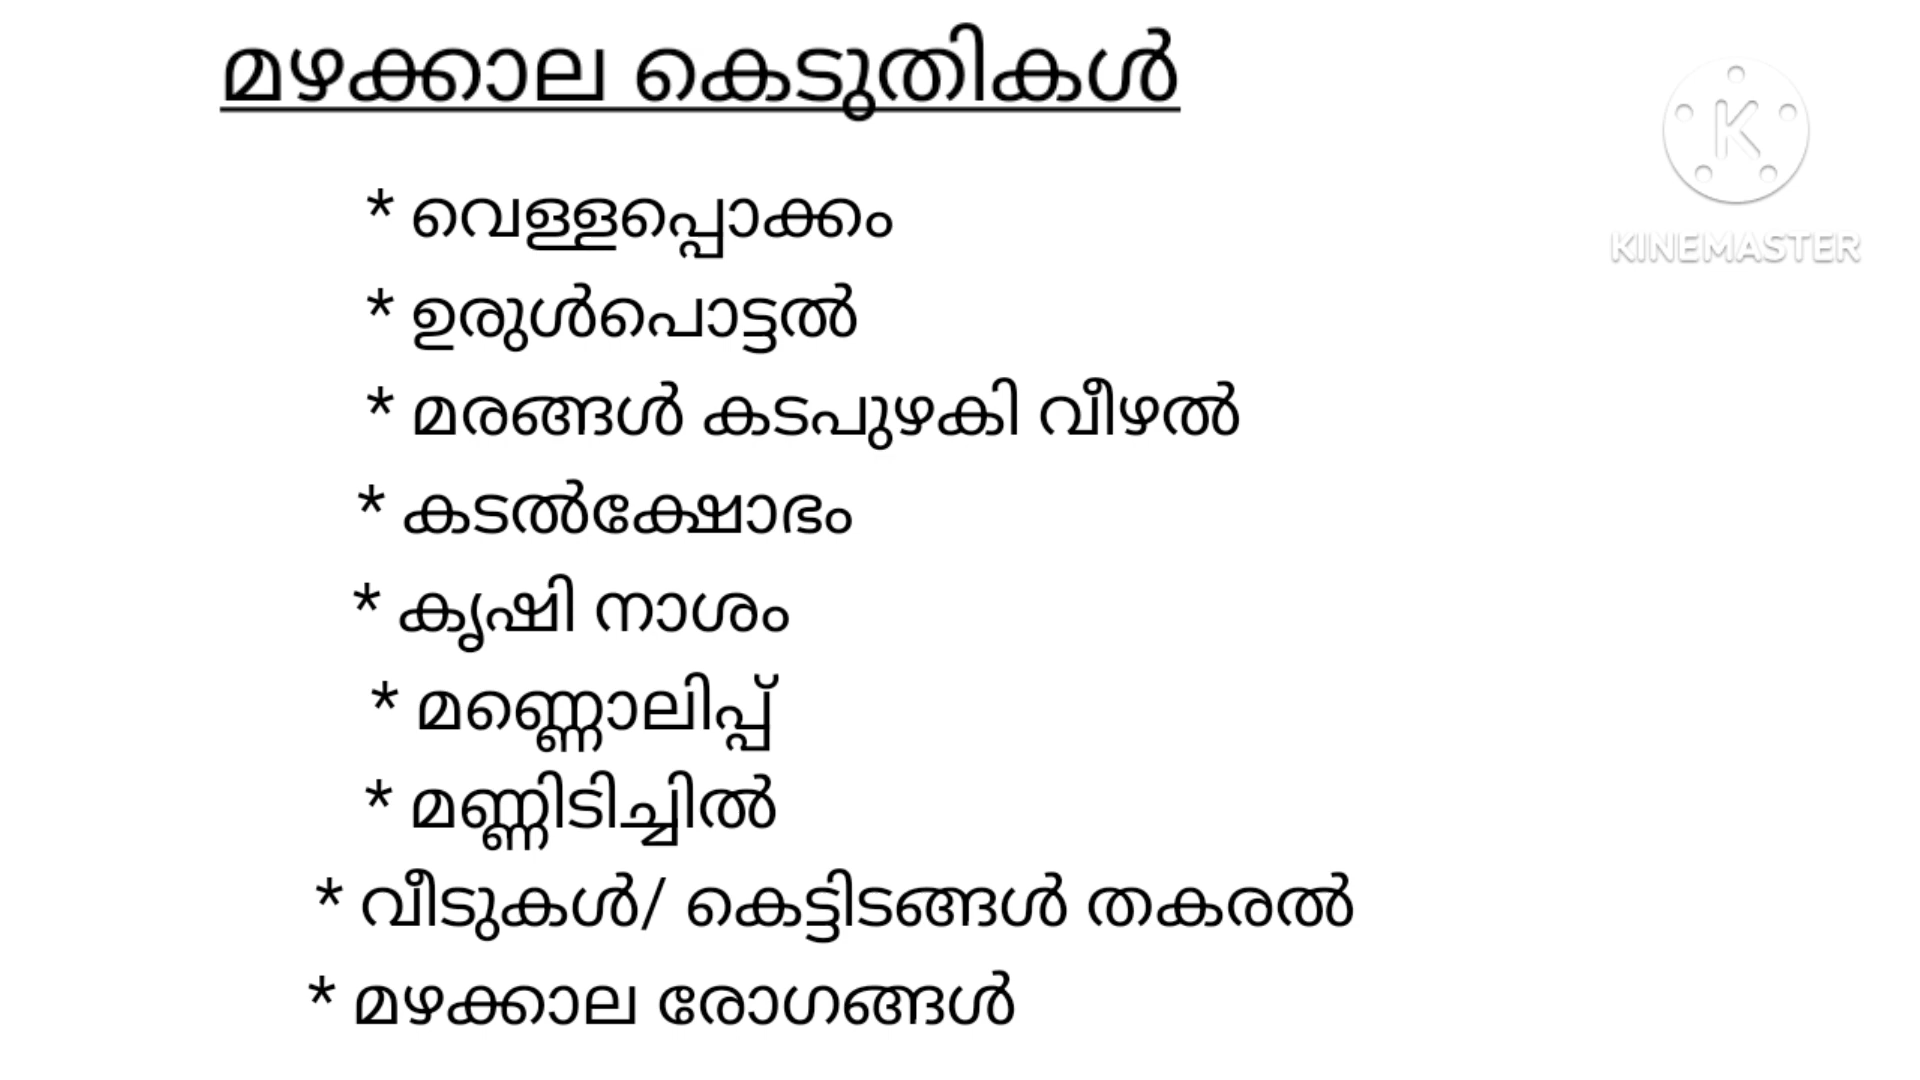 മഴക്കാല കെടുതികൾ
* വെള്ളപ്പൊക്കം
* ഉരുൾപൊട്ടൽ
* മരങ്ങൾ കടപുഴകി വീഴൽ
* കടൽക്ഷോഭം
* കൃഷി നാശം
* മണ്ണൊലിപ്പ്
* മണ്ണിടിച്ചിൽ
* വീടുകൾ/ കെട്ടിടങ്ങൾ തകരൽ
* മഴക്കാല രോഗങ്ങൾ
K
KINEMASTER